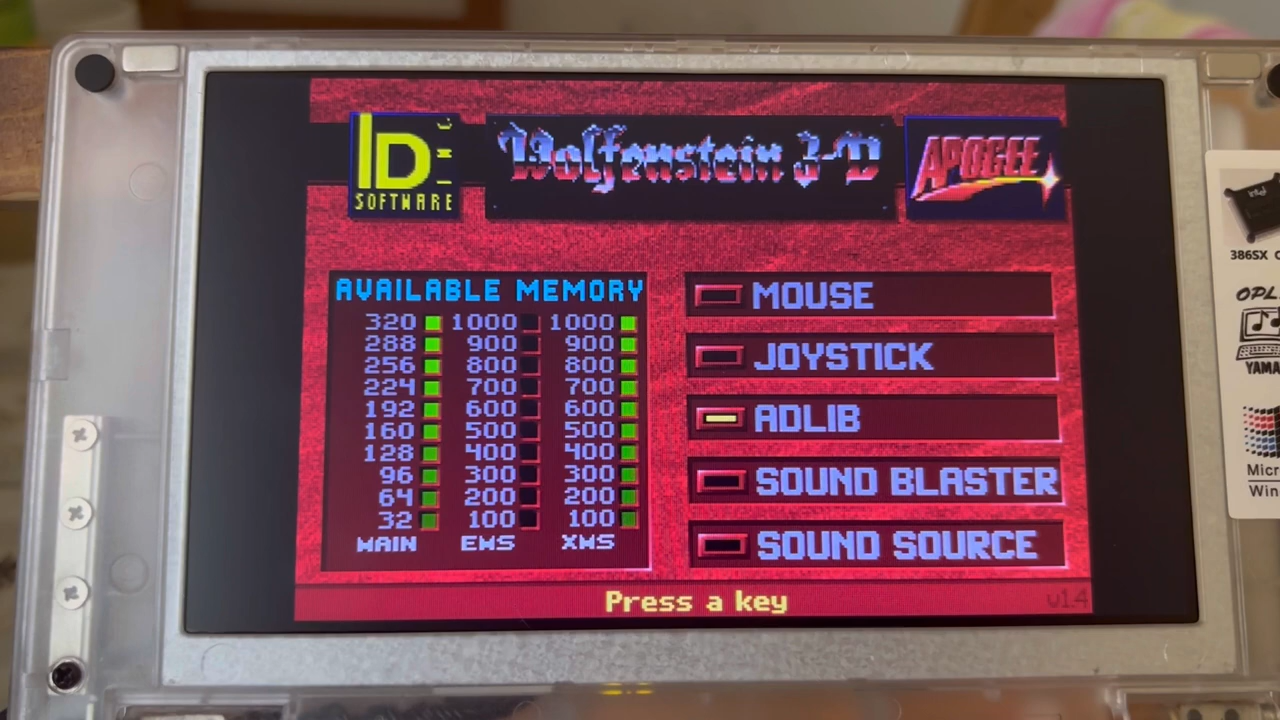 ID
SOFTWARE
Wolfenstein 3-D
APOGEE
AVAILABLE MEMORY
320 1000 1000
288 900 900
256 800 800
224 700 700
192 600 600
160 500 500
128 400 400
96 300 300
64 200 200
32 100 100
MAIN EMS XMS
MOUSE
JOYSTICK
ADLIB
SOUND BLASTER
SOUND SOURCE
Press a key
v1.4
intel
386SX
OPL
YAMA
Micr
Win